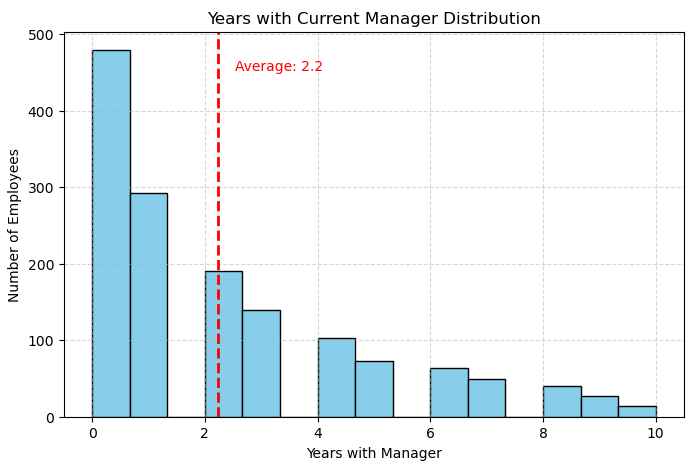 Years with Current Manager Distribution
500
Average: 2.2
400
300
200
100
0
Number of Employees
0 2 4 6 8 10
Years with Manager